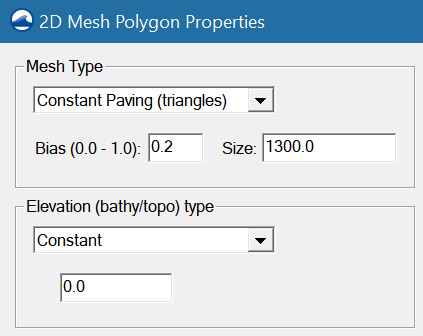 2D Mesh Polygon Properties
Mesh Type
Constant Paving (triangles)
Bias (0.0 - 1.0): 0.2 Size: 1300.0
Elevation (bathy/topo) type
Constant
0.0